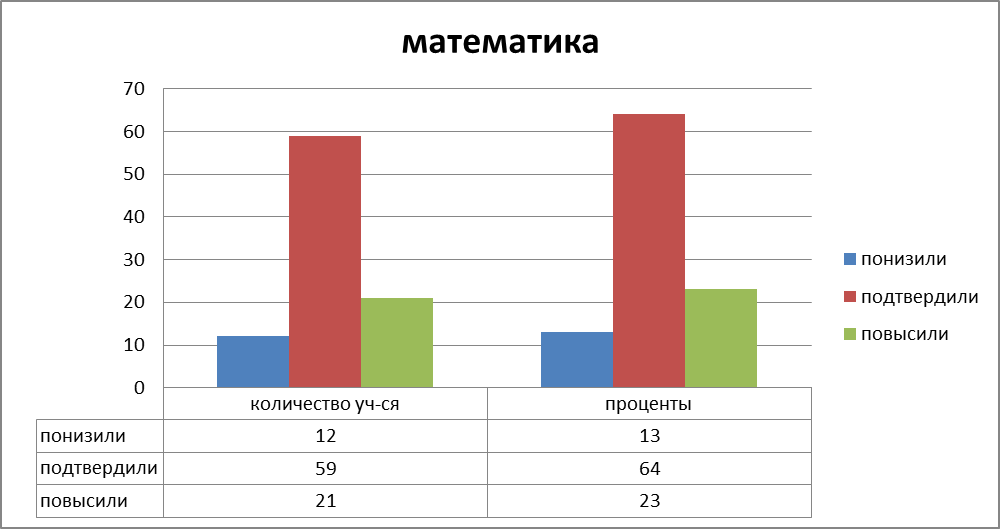 математика
70
60
50
40
30
20
10
0
понизили
подтвердили
повысили
количество уч-ся проценты
понизили 12 13
подтвердили 59 64
повысили 21 23